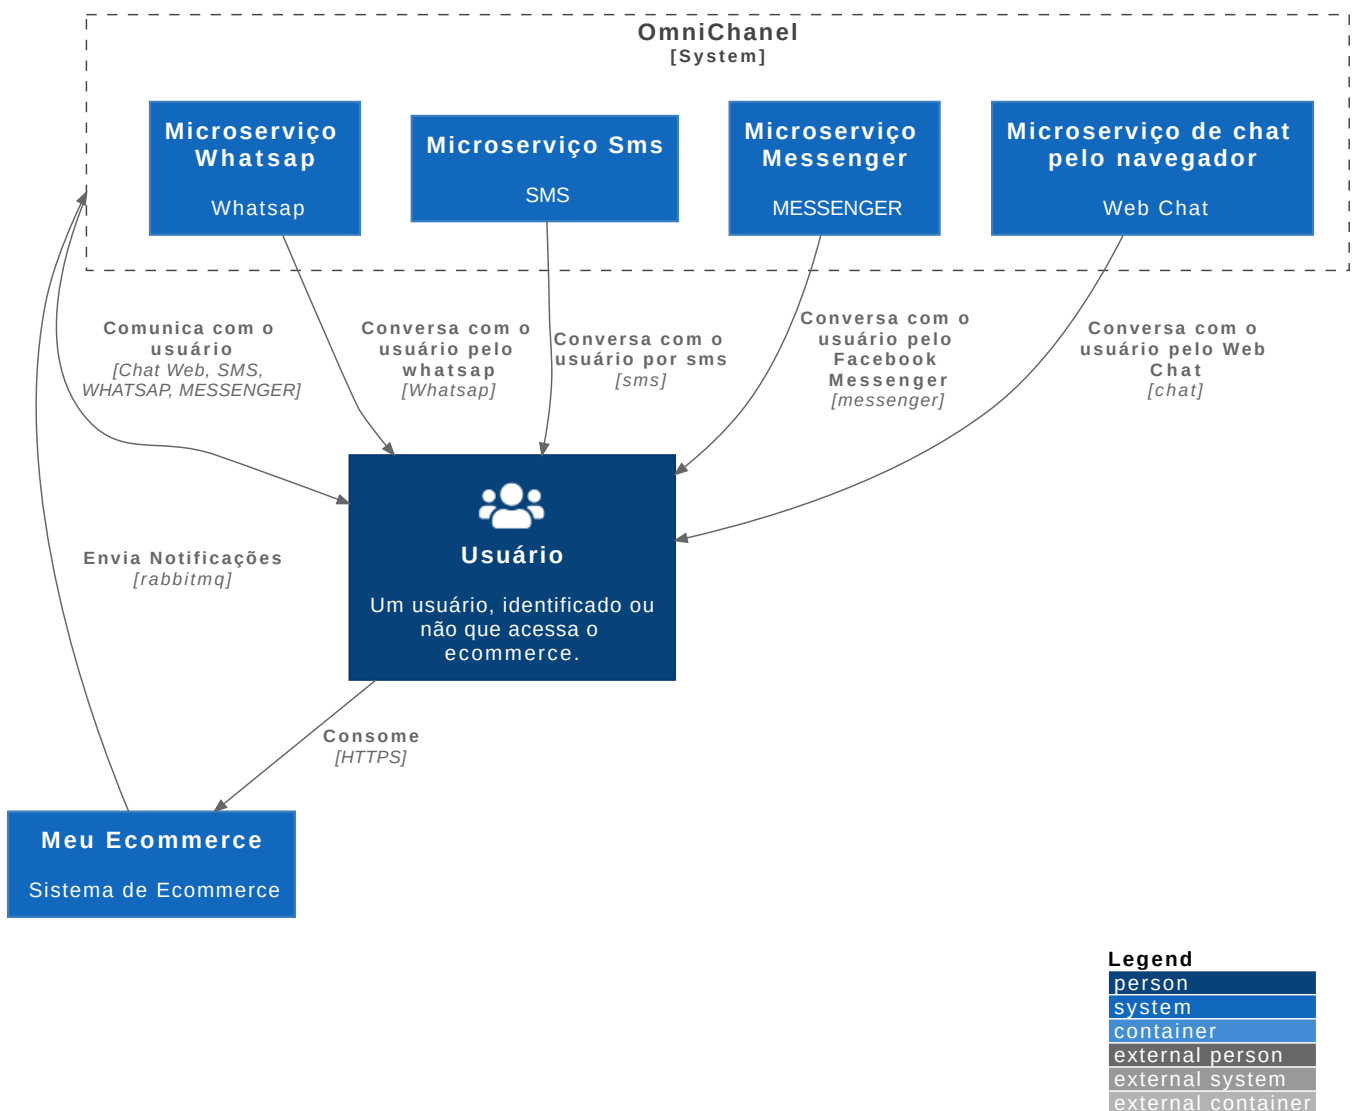 OmniChanel
[System]
Microserviço
Whatsap
Whatsap
Microserviço Sms
SMS
Microserviço
Messenger
MESSENGER
Microserviço de chat
pelo navegador
Web Chat
Comunica com o
usuário
[Chat Web, SMS,
WHATSAP, MESSENGER]
Conversa com o
usuário pelo
whatsap
[Whatsap]
Conversa com o
usuário por sms
[sms]
Conversa com o
usuário pelo
Facebook
Messenger
[messenger]
Conversa com o
usuário pelo Web
Chat
[chat]
Envia Notificações
[rabbitmq]
Usuário
Um usuário, identificado ou
não que acessa o
ecommerce.
Consome
[HTTPS]
Meu Ecommerce
Sistema de Ecommerce
Legend
person
system
container
external person
external system
external container